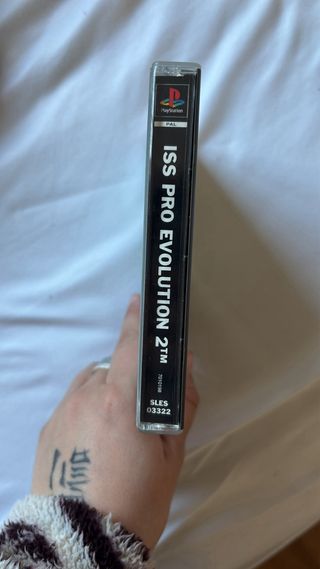 PlayStation
PAL
ISS PRO EVOLUTION 2™
SLES
03322